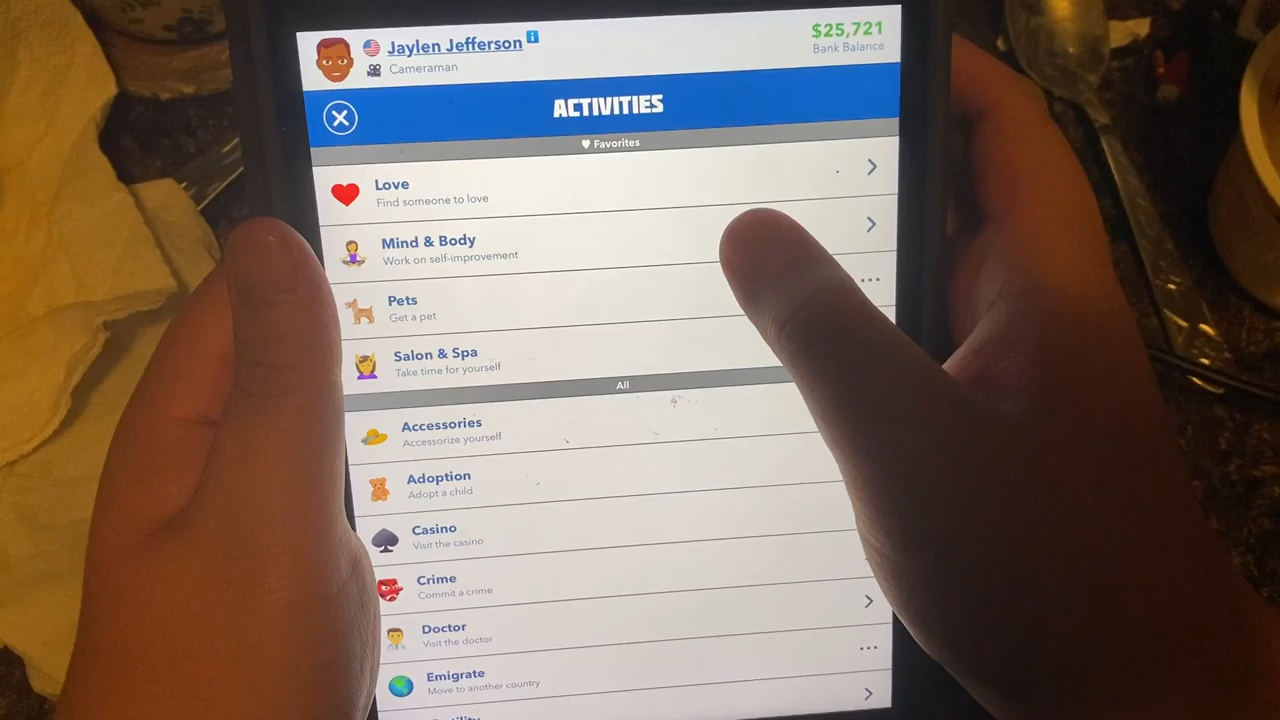 Jaylen Jefferson
Cameraman
$25,721
Bank Balance
ACTIVITIES
Favorites
Love
Find someone to love
Mind & Body
Work on self-improvement
Pets
Get a pet
Salon & Spa
Take time for yourself
All
Accessories
Accessorize yourself
Adoption
Adopt a child
Casino
Visit the casino
Crime
Commit a crime
Doctor
Visit the doctor
Emigrate
Move to another country